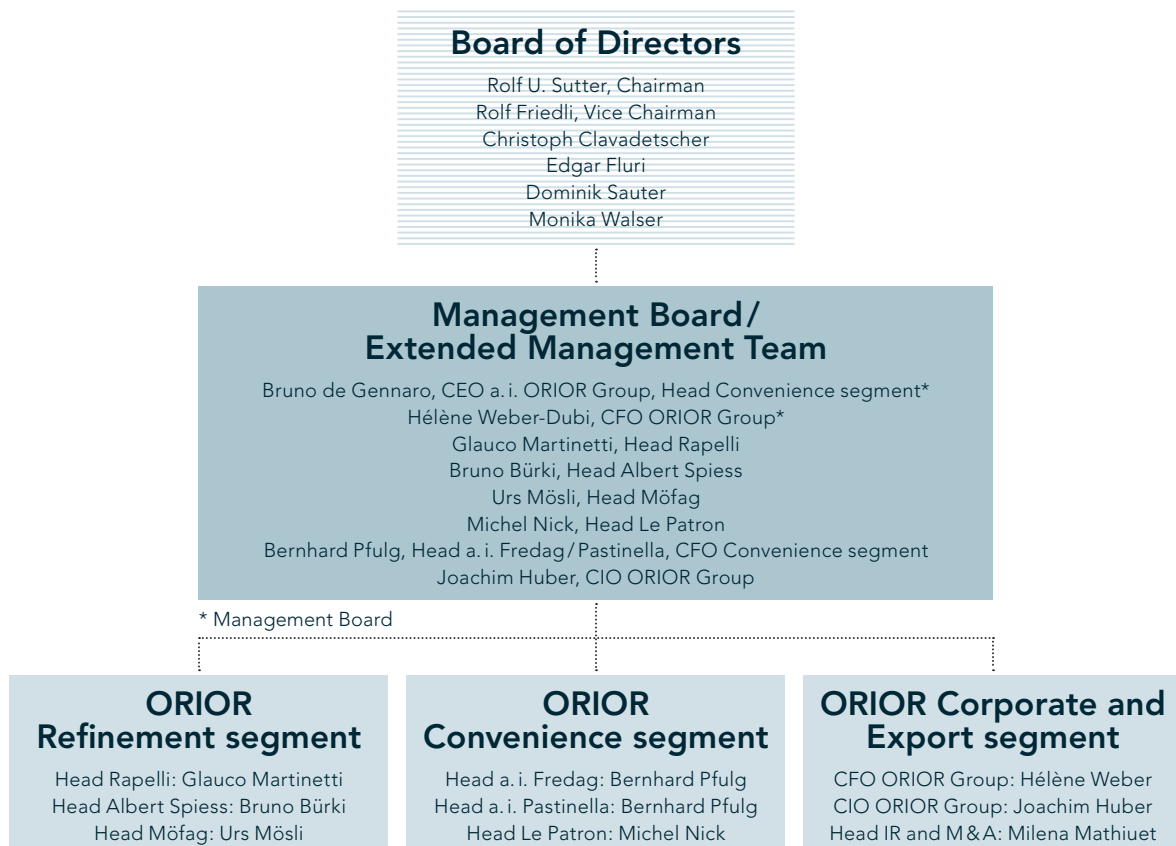 Board of Directors
Rolf U. Sutter, Chairman
Rolf Friedli, Vice Chairman
Christoph Clavadetscher
Edgar Fluri
Dominik Sauter
Monika Walser
Management Board/
Extended Management Team
Bruno de Gennaro, CEO a.i. ORIOR Group, Head Convenience segment*
Hélène Weber-Dubi, CFO ORIOR Group*
Glauco Martinetti, Head Rapelli
Bruno Bürki, Head Albert Spiess
Urs Mösli, Head Möfag
Michel Nick, Head Le Patron
Bernhard Pfulg, Head a.i. Fredag/Pastinella, CFO Convenience segment
Joachim Huber, CIO ORIOR Group
* Management Board
ORIOR
Refinement segment
Head Rapelli: Glauco Martinetti
Head Albert Spiess: Bruno Bürki
Head Möfag: Urs Mösli
ORIOR
Convenience segment
Head a.i. Fredag: Bernhard Pfulg
Head a.i. Pastinella: Bernhard Pfulg
Head Le Patron: Michel Nick
ORIOR Corporate and
Export segment
CFO ORIOR Group: Hélène Weber
CIO ORIOR Group: Joachim Huber
Head IR and M&A: Milena Mathiuet